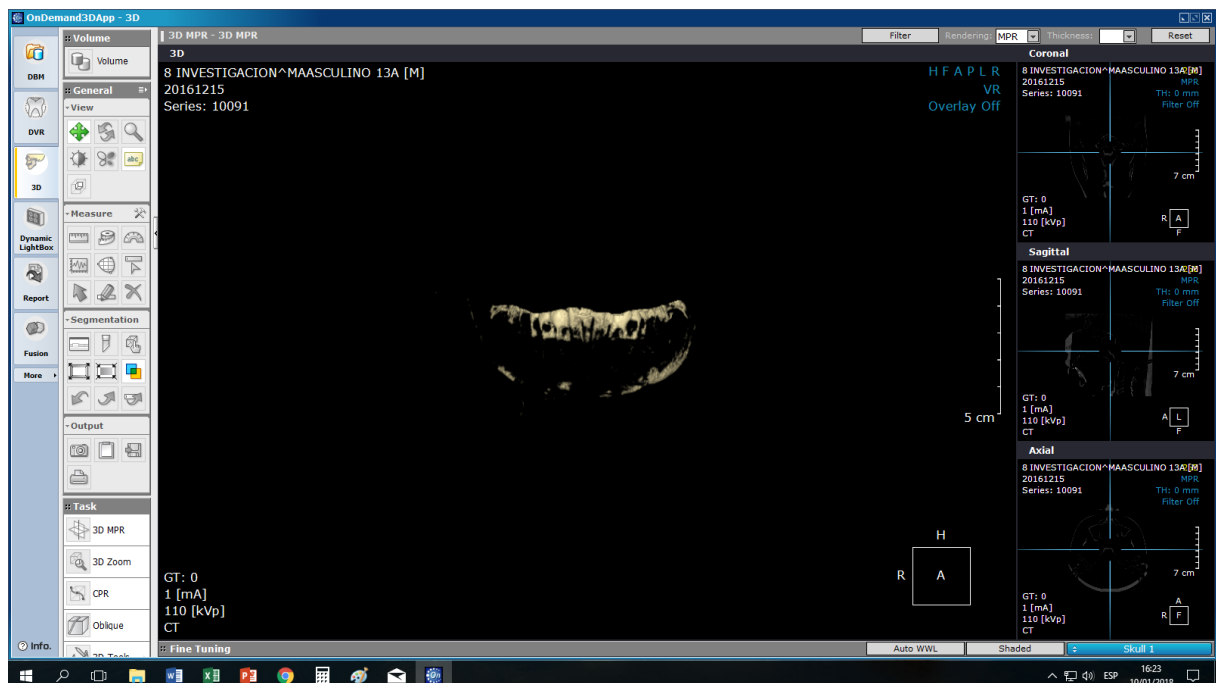 OnDemand3DApp - 3D
DBM
DVR
3D
Dynamic
LightBox
Report
Fusion
More
Info.
Volume
Volume
General
View
abc
Measure
Segmentation
Output
Task
3D MPR
3D Zoom
CPR
Oblique
3D Tools
3D MPR - 3D MPR
Filter
Rendering: MPR
Thickness:
Reset
3D
8 INVESTIGACION^MAASCULINO 13A [M]
20161215
Series: 10091
H F A P L R
VR
Overlay Off
5 cm
H
R A
GT: 0
1 [mA]
110 [kVp]
CT
Fine Tuning
Auto WWL
Shaded
Skull 1
Coronal
8 INVESTIGACION^MAASCULINO 13A
20161215
Series: 10091
MPR
TH: 0 mm
Filter Off
7 cm
GT: 0
1 [mA]
110 [kVp]
CT
R A
F
Sagittal
8 INVESTIGACION^MAASCULINO 13A
20161215
Series: 10091
MPR
TH: 0 mm
Filter Off
7 cm
GT: 0
1 [mA]
110 [kVp]
CT
A L
F
Axial
8 INVESTIGACION^MAASCULINO 13A
20161215
Series: 10091
MPR
TH: 0 mm
Filter Off
7 cm
GT: 0
1 [mA]
110 [kVp]
CT
A
R F
ESP
16:23
10/01/2018